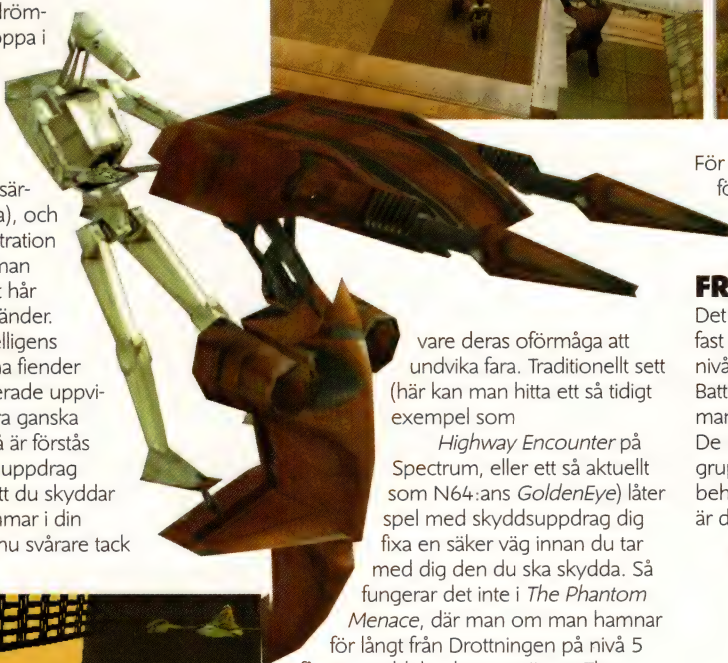 dröm-
oppa i
sär-
a), och
tration
man
t hår
änder.
elligens
na fiender
erade uppvi-
ra ganska
å är förstås
uppdrag
tt du skyddar
mar i din
nu svårare tack
vare deras oförmåga att
undvika fara. Traditionellt sett
(här kan man hitta ett så tidigt
exempel som
Highway Encounter på
Spectrum, eller ett så aktuellt
som N64:ans GoldenEye) låter
spel med skyddsuppdrag dig
fixa en säker väg innan du tar
med dig den du ska skydda. Så
fungerar det inte i The Phantom
Menace, där man om man hamnar
för långt från Drottningen på nivå 5
För
fö
FR
Det
fast
nivå
Batt
mar
De
grup
beh
är d